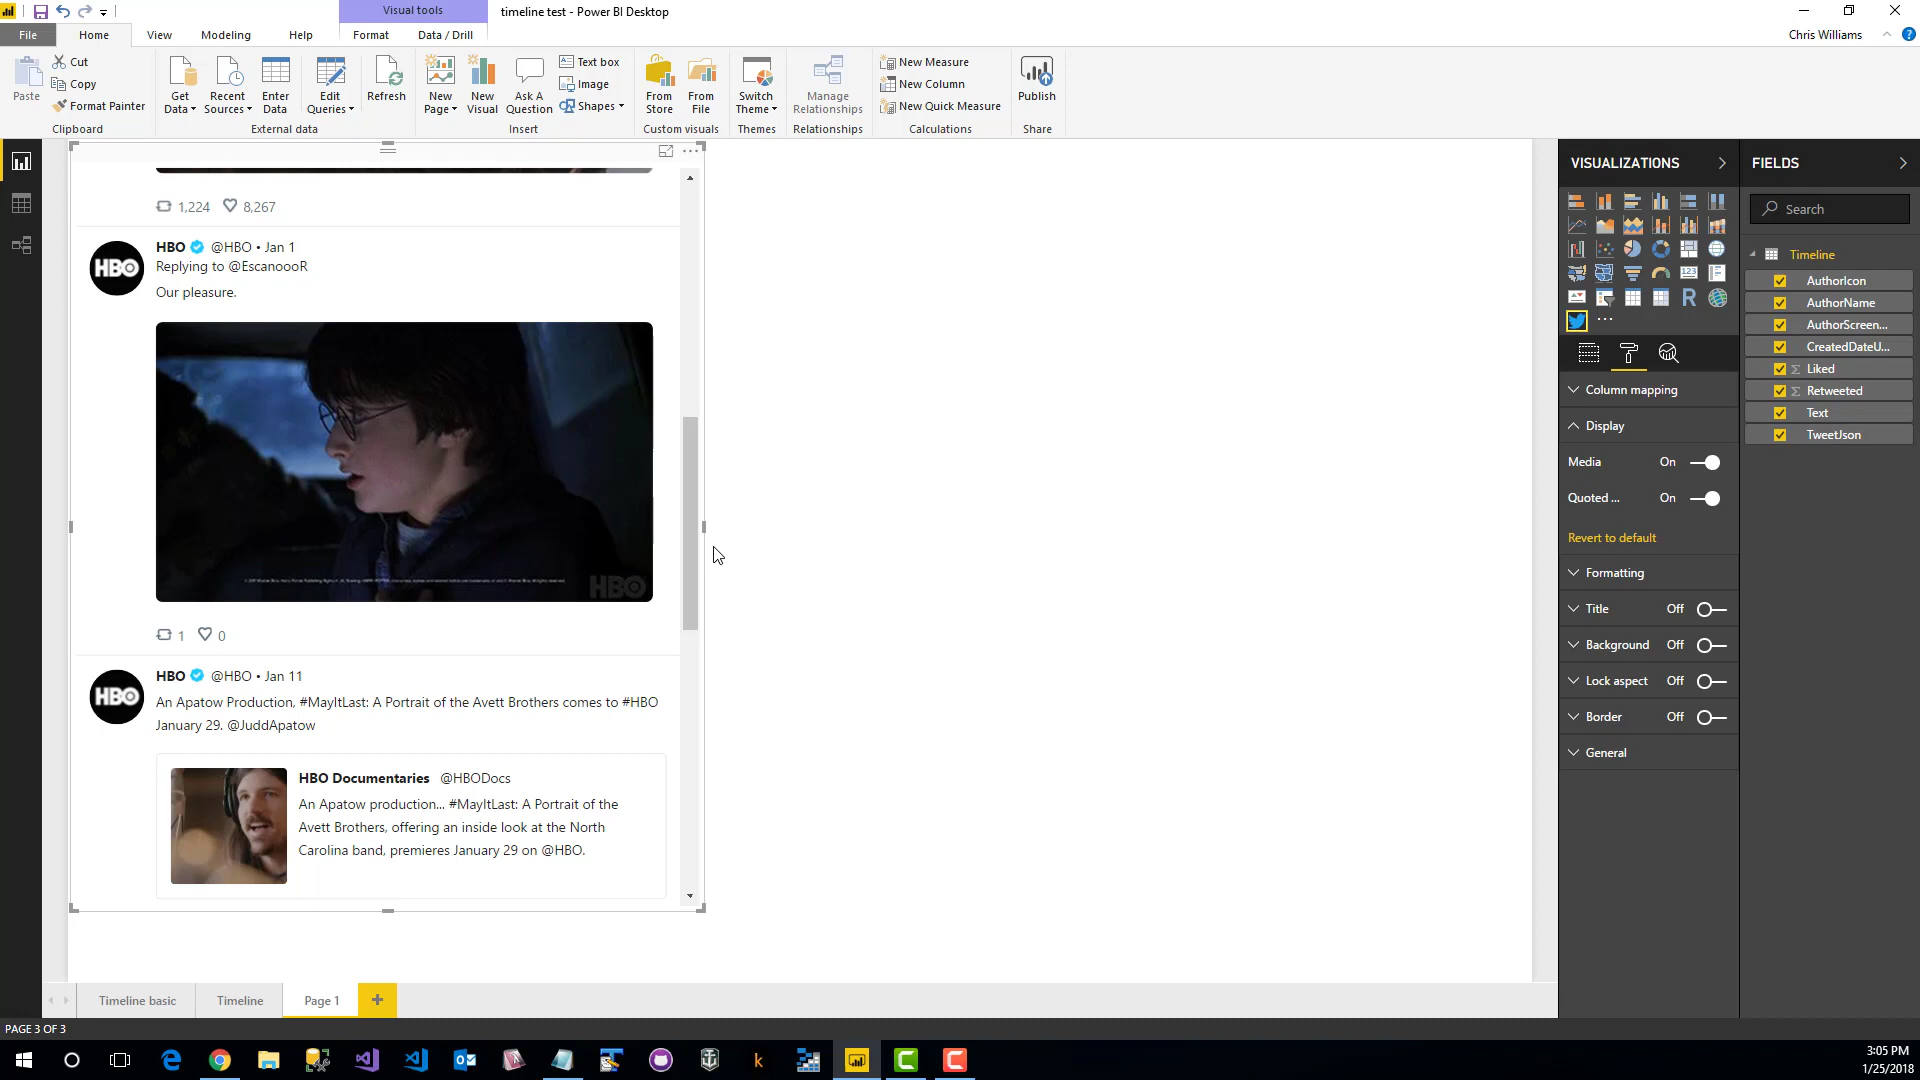 Visual tools
timeline test - Power BI Desktop
File
Home
View
Modeling
Help
Format
Data / Drill
Chris Williams
Paste
Cut
Copy
Format Painter
Clipboard
Get Data
Recent Sources
Enter Data
Edit Queries
Refresh
External data
New Page
New Visual
Ask A Question
Text box
Image
Shapes
Insert
From Store
From File
Custom visuals
Switch Theme
Themes
Manage Relationships
Relationships
New Measure
New Column
New Quick Measure
Calculations
Publish
Share
1,224 8,267
HBO @HBO • Jan 1
Replying to @EscanoooR
Our pleasure.
HBO
HBO
1 0
HBO @HBO • Jan 11
An Apatow Production, #MayItLast: A Portrait of the Avett Brothers comes to #HBO
January 29. @JuddApatow
HBO
HBO Documentaries @HBODocs
An Apatow production... #MayItLast: A Portrait of the
Avett Brothers, offering an inside look at the North
Carolina band, premieres January 29 on @HBO.
VISUALIZATIONS
123
R
Column mapping
Display
Media On
Quoted ... On
Revert to default
Formatting
Title Off
Background Off
Lock aspect Off
Border Off
General
FIELDS
Search
Timeline
AuthorIcon
AuthorName
AuthorScreen...
CreatedDateU...
Σ Liked
Σ Retweeted
Text
TweetJson
Timeline basic
Timeline
Page 1
PAGE 3 OF 3
k
3:05 PM
1/25/2018